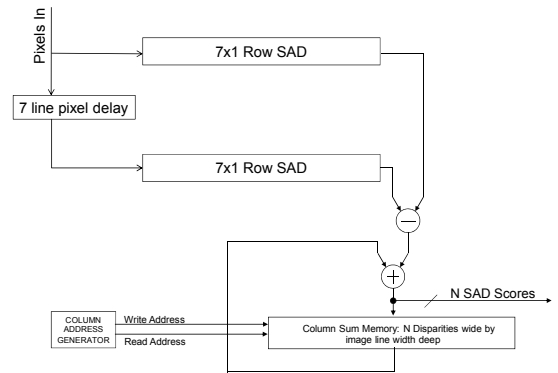 Pixels In
7x1 Row SAD
7 line pixel delay
7x1 Row SAD
—
+
N SAD Scores
COLUMN
ADDRESS
GENERATOR
Write Address
Read Address
Column Sum Memory: N Disparities wide by
image line width deep